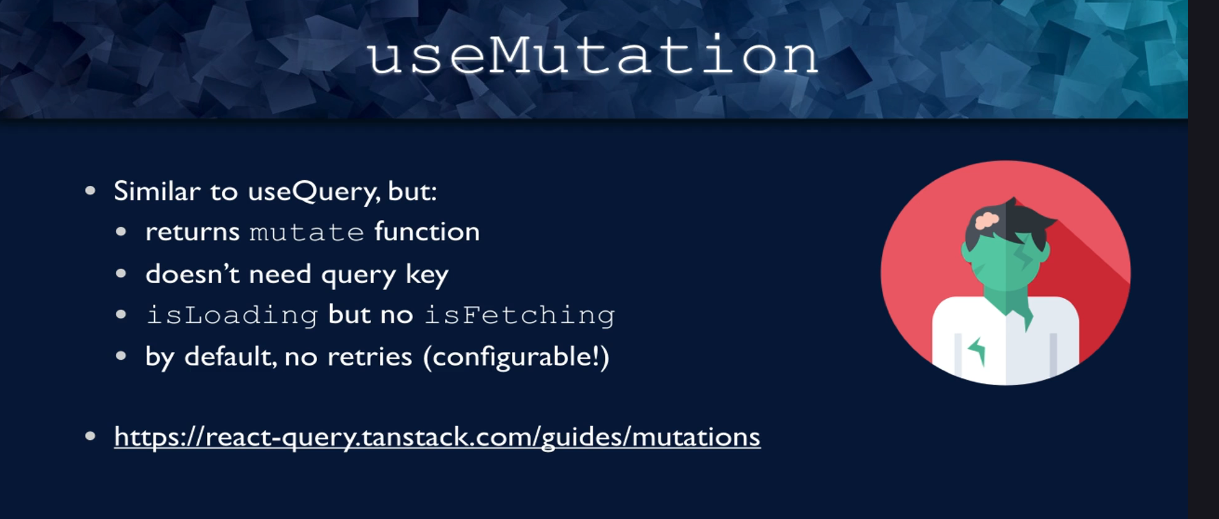 useMutation
• Similar to useQuery, but:
• returns mutate function
• doesn’t need query key
• isLoading but no isFetching
• by default, no retries (configurable!)
• https://react-query.tanstack.com/guides/mutations